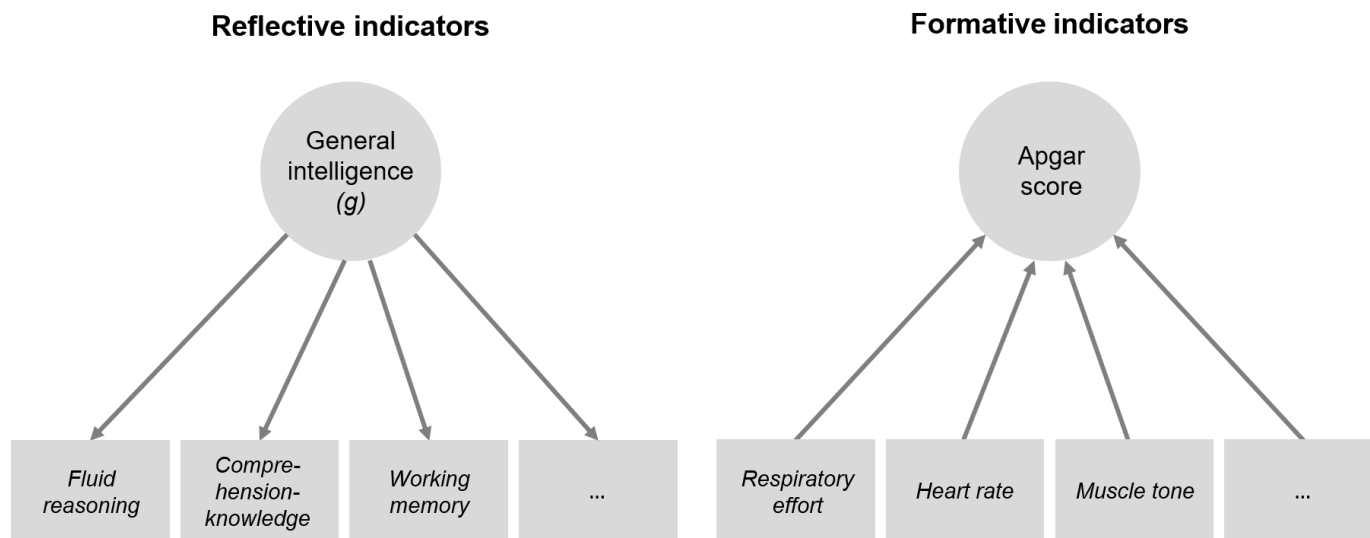 Reflective indicators
General
intelligence
(g)
Fluid
reasoning
Compre-
hension-
knowledge
Working
memory
...
Formative indicators
Apgar
score
Respiratory
effort
Heart rate
Muscle tone
...